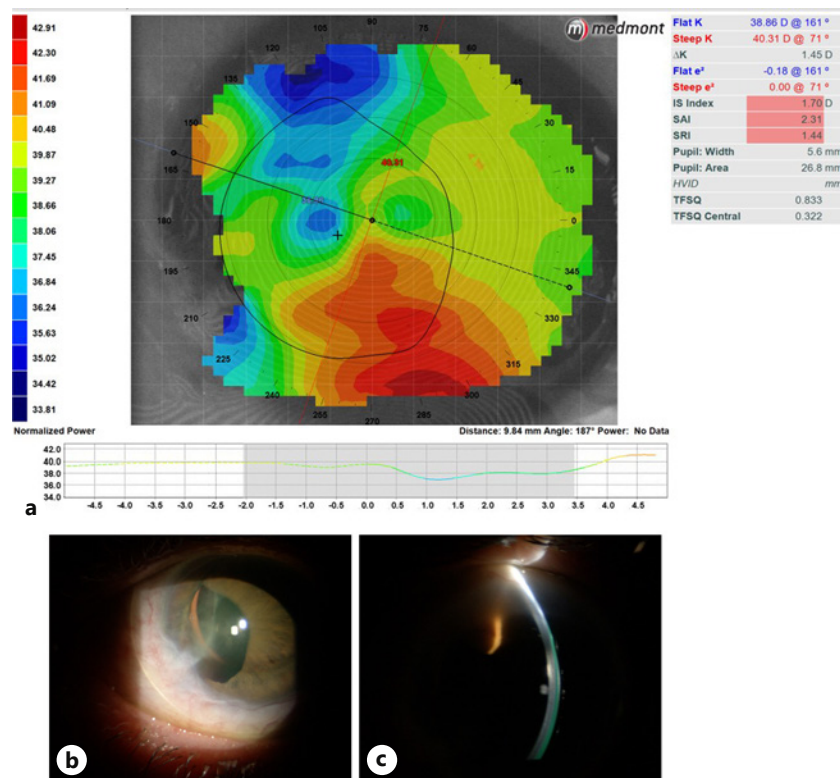 medmont
42.91
42.30
41.69
41.09
40.48
39.87
39.27
38.66
38.06
37.45
36.84
36.24
35.63
35.02
34.42
33.81
90
75
60
45
30
15
0
345
330
315
300
285
270
255
240
225
210
195
180
165
150
135
120
Flat K 38.86 D @ 161 º
Steep K 40.31 D @ 71 º
ΔK 1.45 D
Flat e² -0.18 @ 161 º
Steep e² 0.00 @ 71 º
IS Index 1.70 D
SAI 2.31
SRI 1.44
Pupil: Width 5.6 mm
Pupil: Area 26.8 mm
HVID mm
TFSQ 0.833
TFSQ Central 0.322
Normalized Power
Distance: 9.84 mm Angle: 187° Power: No Data
42.0
40.0
38.0
36.0
34.0
-4.5 -4.0 -3.5 -3.0 -2.5 -2.0 -1.5 -1.0 -0.5 0.0 0.5 1.0 1.5 2.0 2.5 3.0 3.5 4.0 4.5
a
b
c